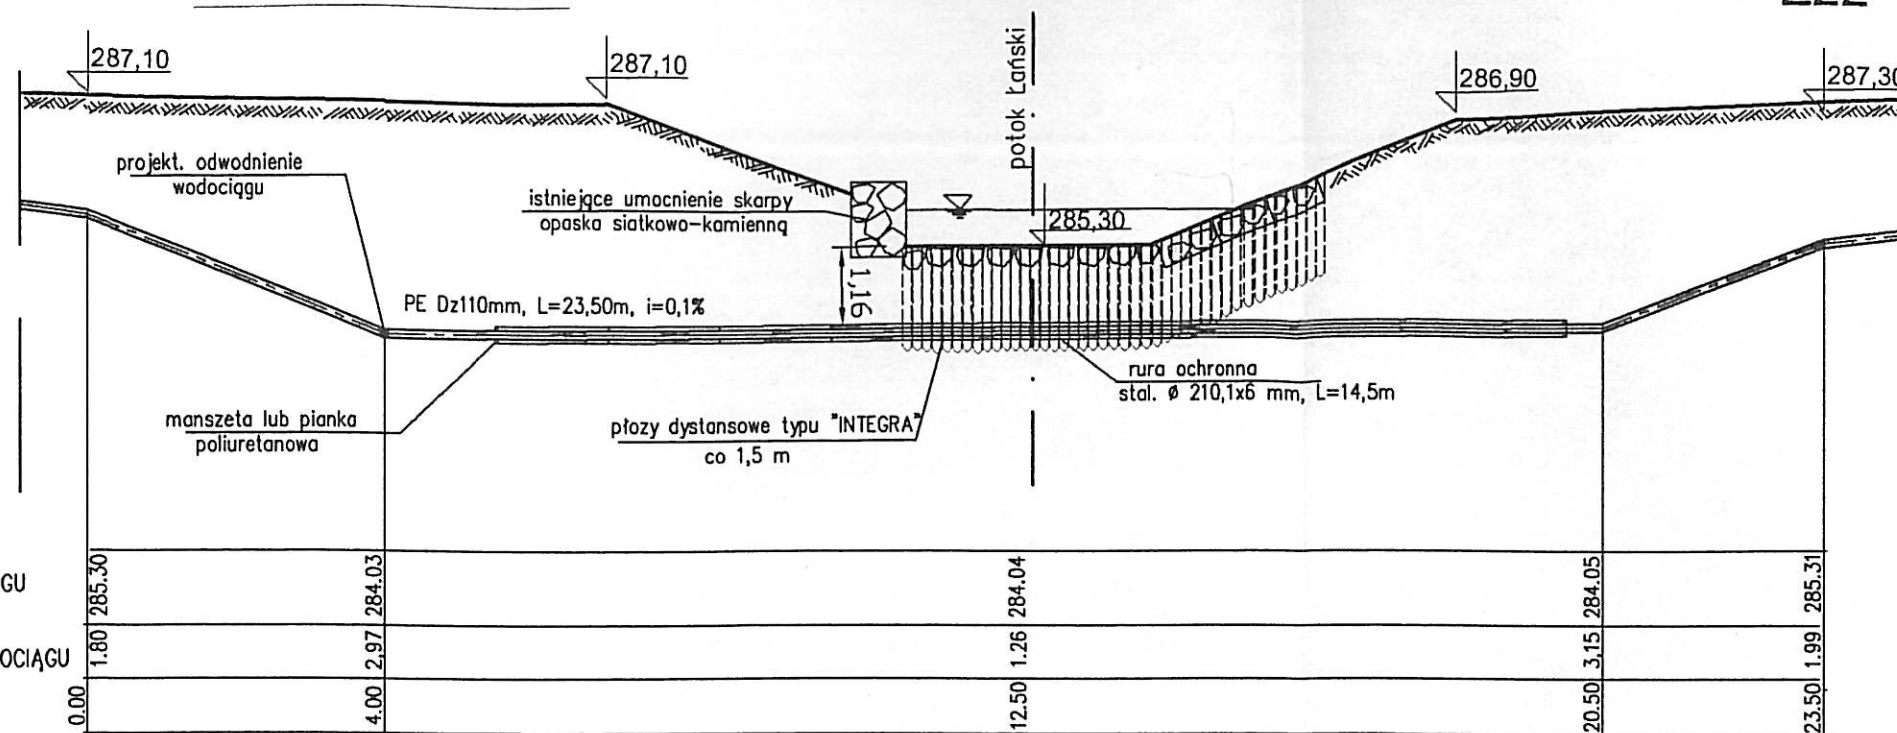 287,10
287,10
potok Łański
286,90
287,30
projekt. odwodnienie
wodociągu
istniejące umocnienie skarpy
opaska siatkowo-kamienną
285,30
1,16
PE Dz110mm, L=23,50m, i=0,1%
rura ochronna
stal. ø 210,1x6 mm, L=14,5m
manszeta lub pianka
poliuretanowa
płozy dystansowe typu "INTEGRA"
co 1,5 m
GU 285.30 284.03 284.04 284.05 285.31
OCIĄGU 1.80 2,97 1.26 3,15 1.99
0.00 4.00 12.50 20.50 23.50